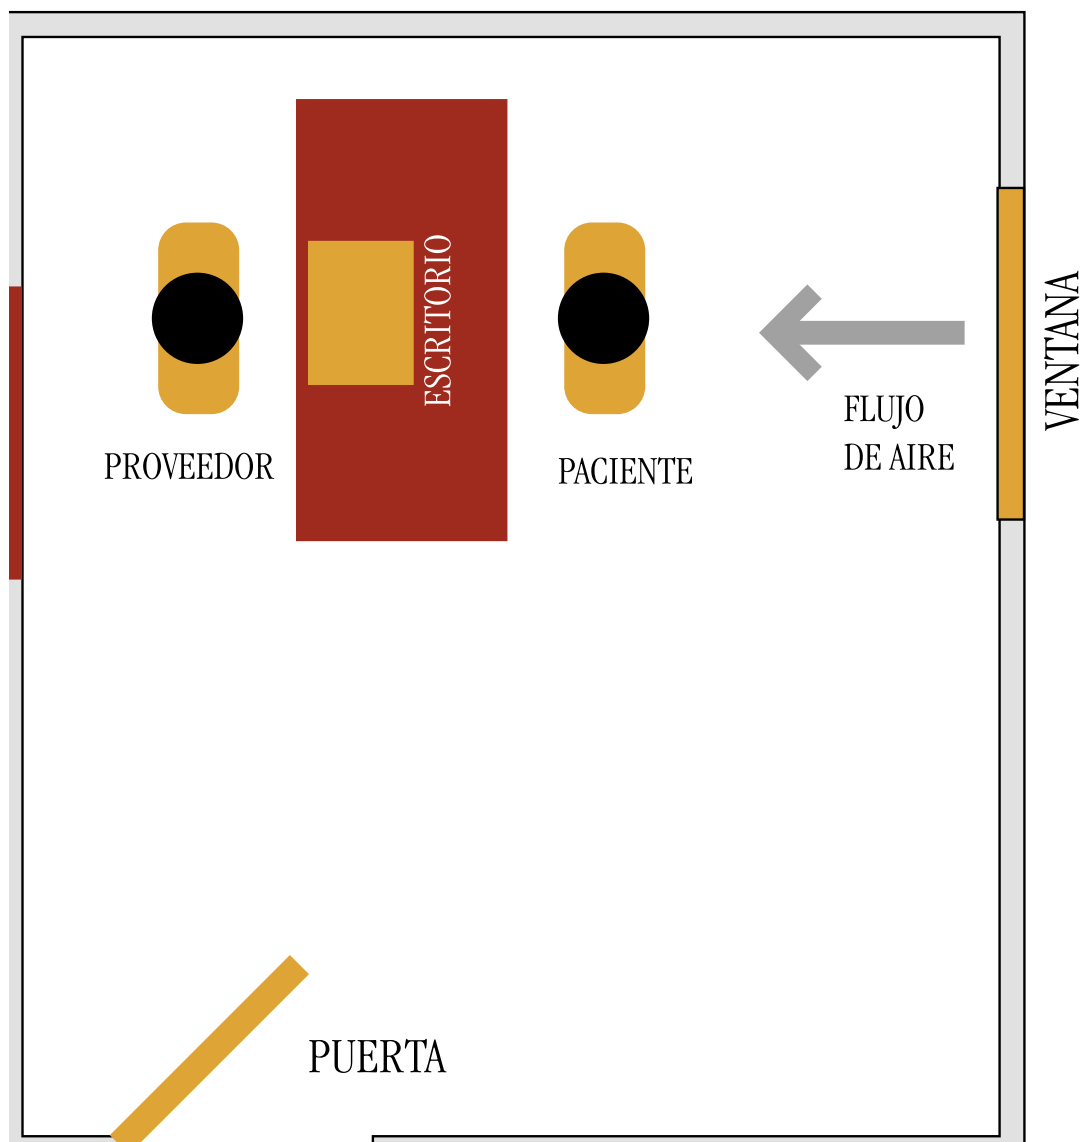 ESCRITORIO
VENTANA
FLUJO
DE AIRE
PROVEEDOR
PACIENTE
PUERTA